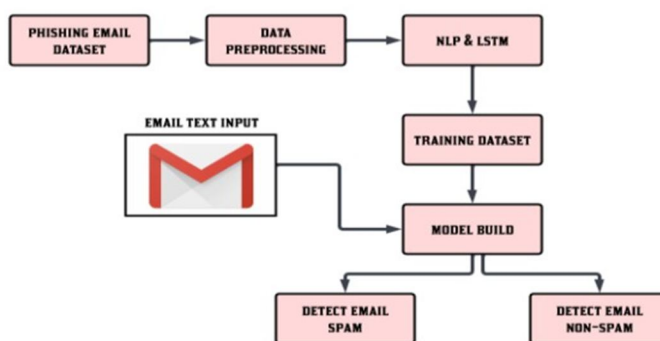 PHISHING EMAIL
DATASET
DATA
PREPROCESSING
NLP & LSTM
EMAIL TEXT INPUT
TRAINING DATASET
MODEL BUILD
DETECT EMAIL
SPAM
DETECT EMAIL
NON-SPAM